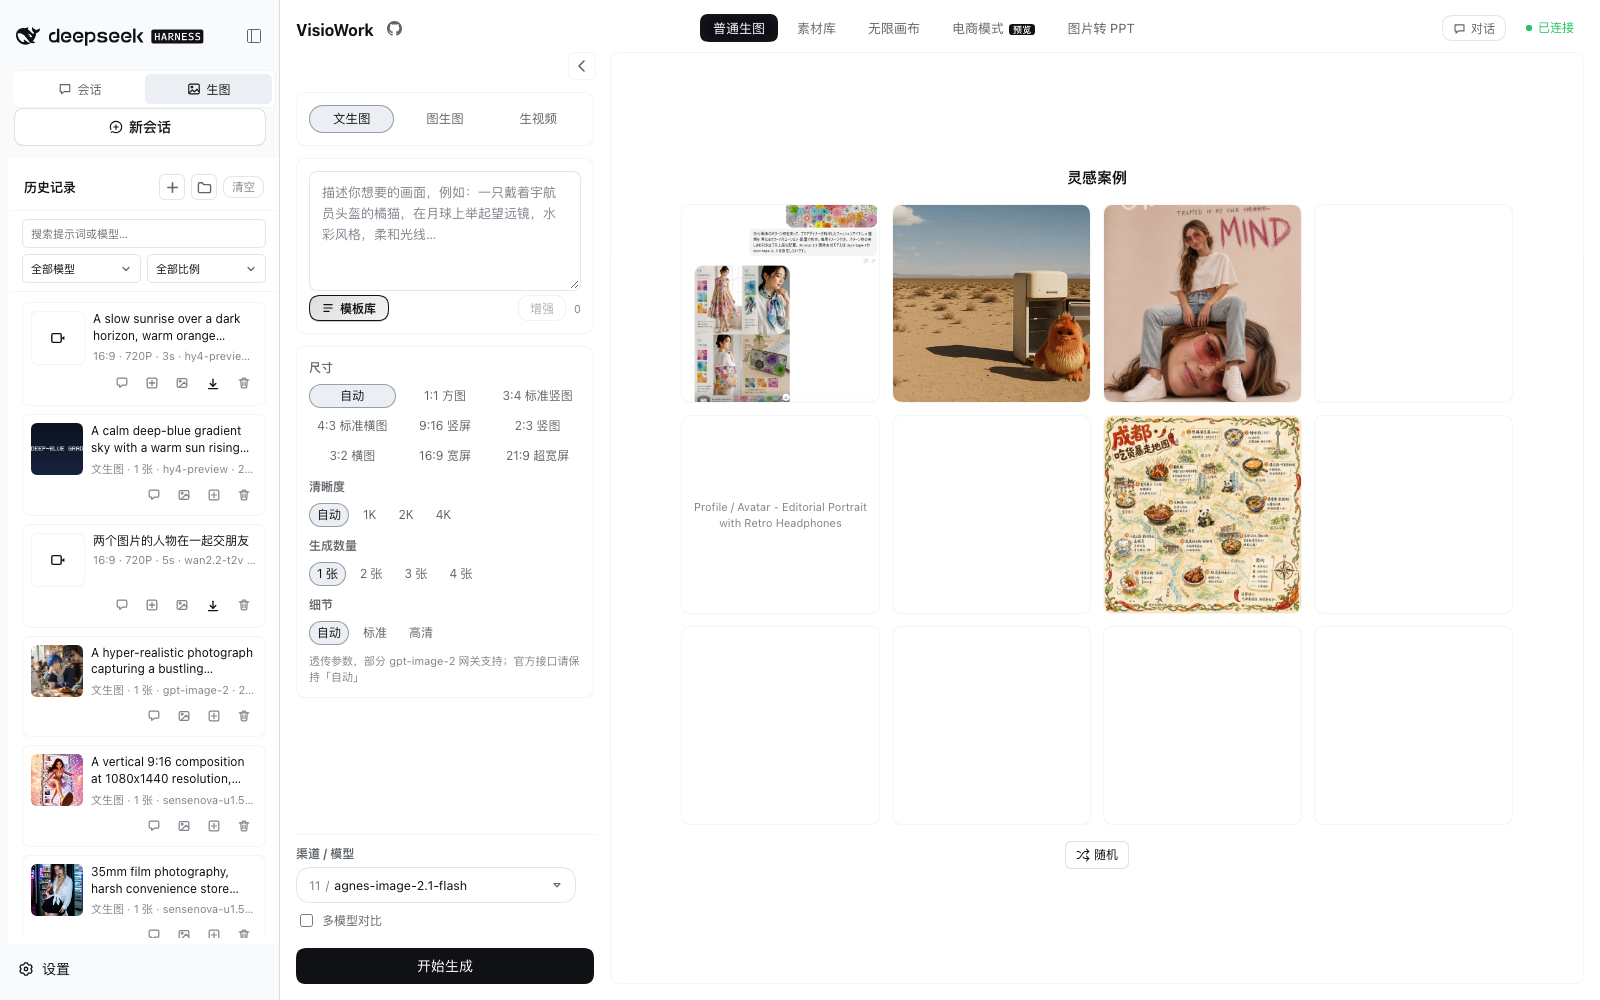 deepseek HARNESS
会话
生图
新会话
历史记录
清空
搜索提示词或模型...
全部模型
全部比例
A slow sunrise over a dark
horizon, warm orange...
16:9 · 720P · 3s · hy4-previe...
A calm deep-blue gradient
sky with a warm sun rising...
文生图 · 1 张 · hy4-preview · 2...
DEEP-BLUE GRAD
两个图片的人物在一起交朋友
16:9 · 720P · 5s · wan2.2-t2v ...
A hyper-realistic photograph
capturing a bustling...
文生图 · 1 张 · gpt-image-2 · 2...
A vertical 9:16 composition
at 1080x1440 resolution,...
文生图 · 1 张 · sensenova-u1.5...
35mm film photography,
harsh convenience store...
文生图 · 1 张 · sensenova-u1.5...
设置
VisioWork
普通生图
素材库
无限画布
电商模式 预览
图片转 PPT
对话
已连接
文生图
图生图
生视频
描述你想要的画面，例如：一只戴着宇航
员头盔的橘猫，在月球上举起望远镜，水
彩风格，柔和光线...
模板库
增强
0
尺寸
自动
1:1 方图
3:4 标准竖图
4:3 标准横图
9:16 竖屏
2:3 竖图
3:2 横图
16:9 宽屏
21:9 超宽屏
清晰度
自动
1K
2K
4K
生成数量
1 张
2 张
3 张
4 张
细节
自动
标准
高清
透传参数，部分 gpt-image-2 网关支持；官方接口请保
持「自动」
渠道 / 模型
11 / agnes-image-2.1-flash
多模型对比
开始生成
灵感案例
TRAPPED IN MY OWN
MIND
Profile / Avatar - Editorial Portrait
with Retro Headphones
成都
吃货暴走地图
随机